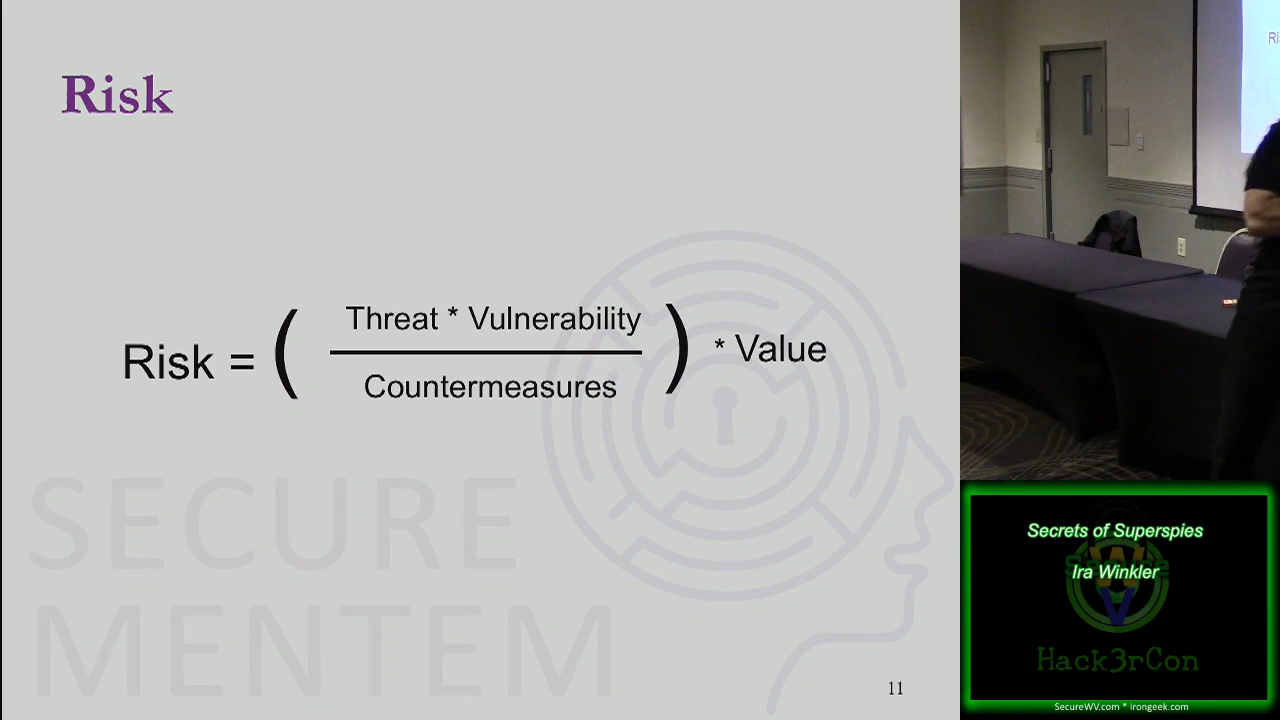 Risk
Risk = ( Threat * Vulnerability
Countermeasures ) * Value
SECURE
MENTEM
11
Ri
Secrets of Superspies
Ira Winkler
W
V
Hack3rCon
SecureWV.com * irongeek.com